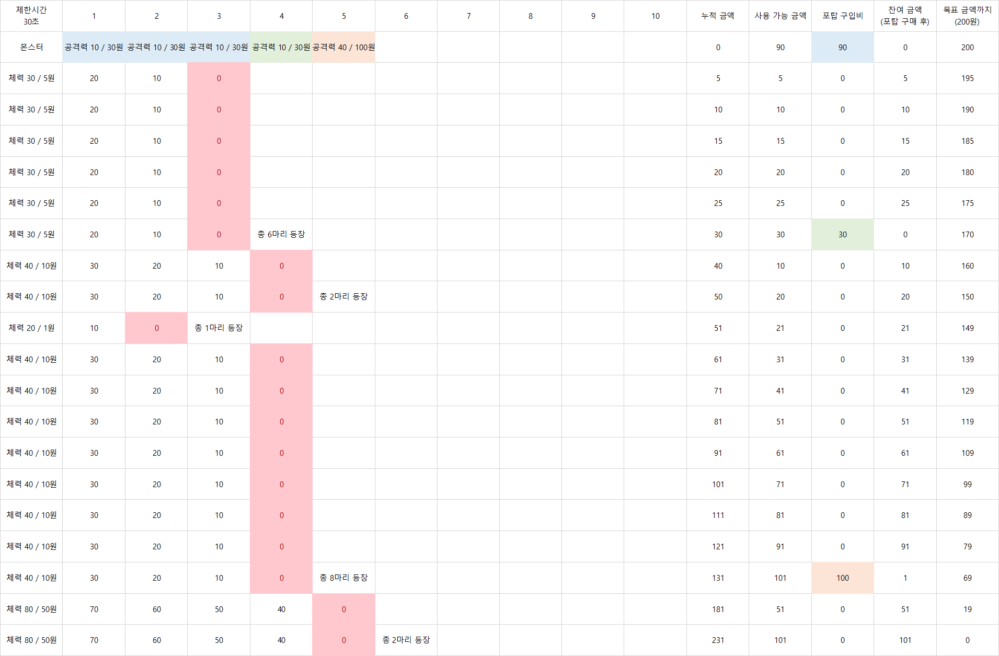 제한시간
30초 1 2 3 4 5 6 7 8 9 10 누적 금액 사용 가능 금액 포탑 구입비 잔여 금액
(포탑 구매 후) 목표 금액까지
(200원)
몬스터 공격력 10 / 30원 공격력 10 / 30원 공격력 10 / 30원 공격력 10 / 30원 공격력 40 / 100원 0 90 90 0 200
체력 30 / 5원 20 10 0 5 5 0 5 195
체력 30 / 5원 20 10 0 10 10 0 10 190
체력 30 / 5원 20 10 0 15 15 0 15 185
체력 30 / 5원 20 10 0 20 20 0 20 180
체력 30 / 5원 20 10 0 25 25 0 25 175
체력 30 / 5원 20 10 0 총 6마리 등장 30 30 30 0 170
체력 40 / 10원 30 20 10 0 40 10 0 10 160
체력 40 / 10원 30 20 10 0 총 2마리 등장 50 20 0 20 150
체력 20 / 1원 10 0 총 1마리 등장 51 21 0 21 149
체력 40 / 10원 30 20 10 0 61 31 0 31 139
체력 40 / 10원 30 20 10 0 71 41 0 41 129
체력 40 / 10원 30 20 10 0 81 51 0 51 119
체력 40 / 10원 30 20 10 0 91 61 0 61 109
체력 40 / 10원 30 20 10 0 101 71 0 71 99
체력 40 / 10원 30 20 10 0 111 81 0 81 89
체력 40 / 10원 30 20 10 0 121 91 0 91 79
체력 40 / 10원 30 20 10 0 총 8마리 등장 131 101 100 1 69
체력 80 / 50원 70 60 50 40 0 181 51 0 51 19
체력 80 / 50원 70 60 50 40 0 총 2마리 등장 231 101 0 101 0